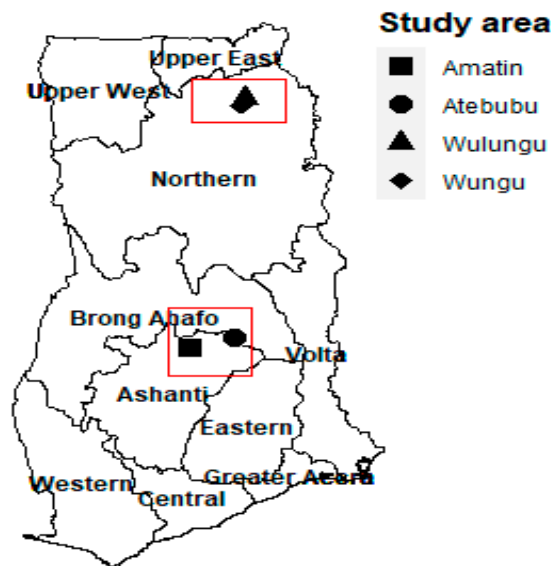 Study area
Amatin
Atebubu
Wulungu
Wungu
Upper East
Upper West
Northern
Brong Ahafo
Volta
Ashanti
Eastern
Western
Greater Accra
Central